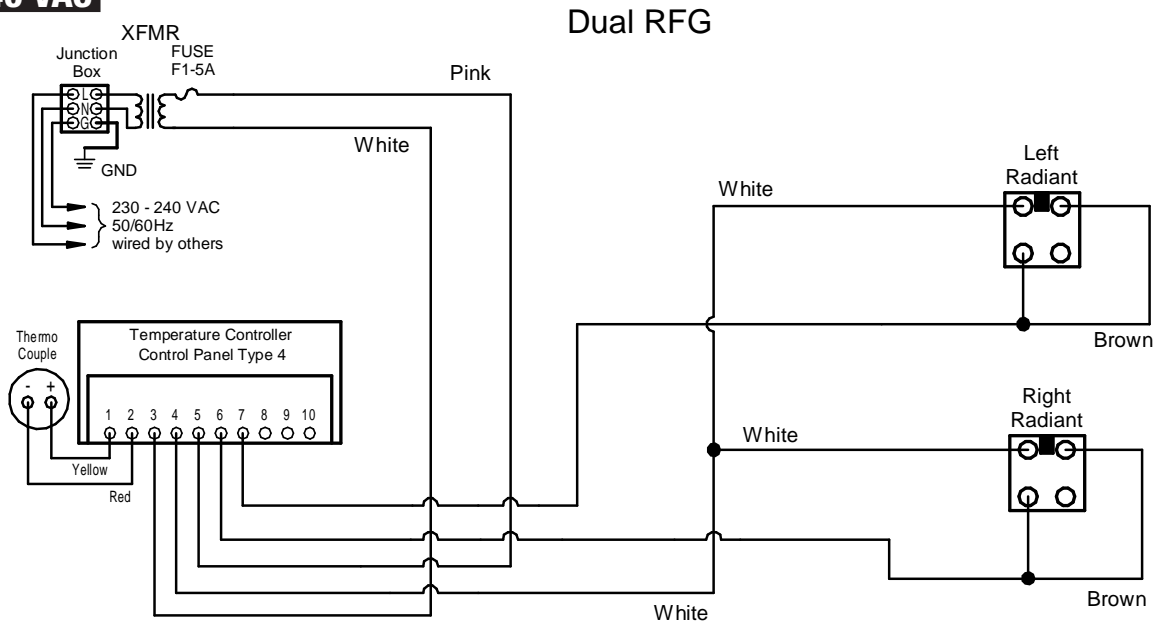 40 VAC
Dual RFG
XFMR
Junction
Box
FUSE
F1-5A
Pink
L
N
G
White
GND
230 - 240 VAC
50/60Hz
wired by others
Left
Radiant
White
Brown
Thermo
Couple
- +
Temperature Controller
Control Panel Type 4
1 2 3 4 5 6 7 8 9 10
Yellow
Red
Right
Radiant
White
Brown
White